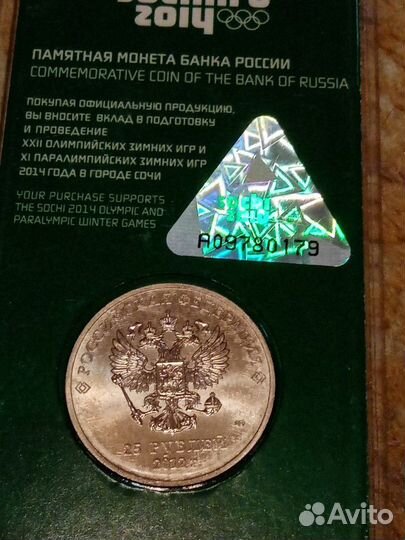 2014
ПАМЯТНАЯ МОНЕТА БАНКА РОССИИ
COMMEMORATIVE COIN OF THE BANK OF RUSSIA
ПОКУПАЯ ОФИЦИАЛЬНУЮ ПРОДУКЦИЮ,
ВЫ ВНОСИТЕ ВКЛАД В ПОДГОТОВКУ
И ПРОВЕДЕНИЕ
XXII ОЛИМПИЙСКИХ ЗИМНИХ ИГР И
XI ПАРАЛИМПИЙСКИХ ЗИМНИХ ИГР
2014 ГОДА В ГОРОДЕ СОЧИ
YOUR PURCHASE SUPPORTS
THE SOCHI 2014 OLYMPIC AND
PARALYMPIC WINTER GAMES
A09780179
РОССИЙСКАЯ ФЕДЕРАЦИЯ
25 РУБЛЕЙ
2012 г.
Avito